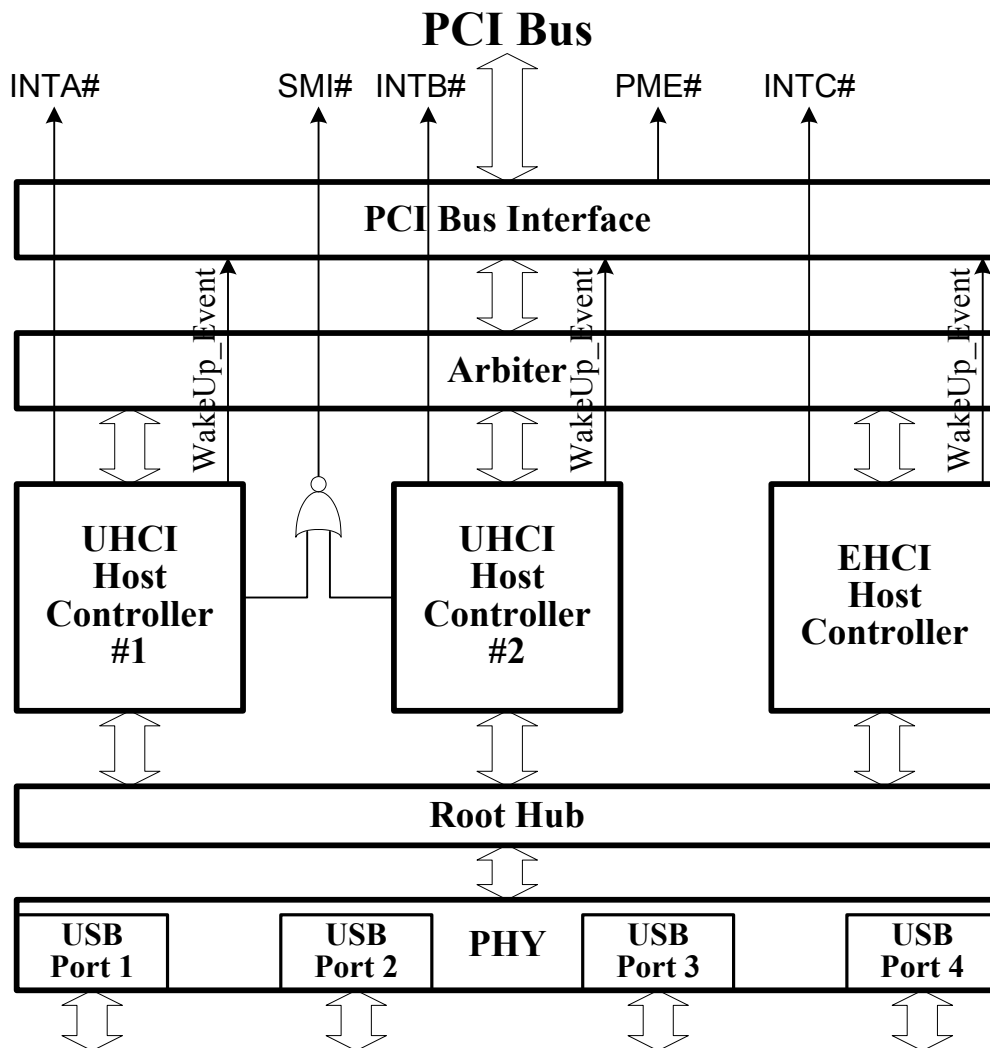 PCI Bus
INTA#
SMI#
INTB#
PME#
INTC#
PCI Bus Interface
WakeUp_Event
WakeUp_Event
WakeUp_Event
Arbiter
UHCI
Host
Controller
#1
UHCI
Host
Controller
#2
EHCI
Host
Controller
Root Hub
USB
Port 1
USB
Port 2
PHY
USB
Port 3
USB
Port 4